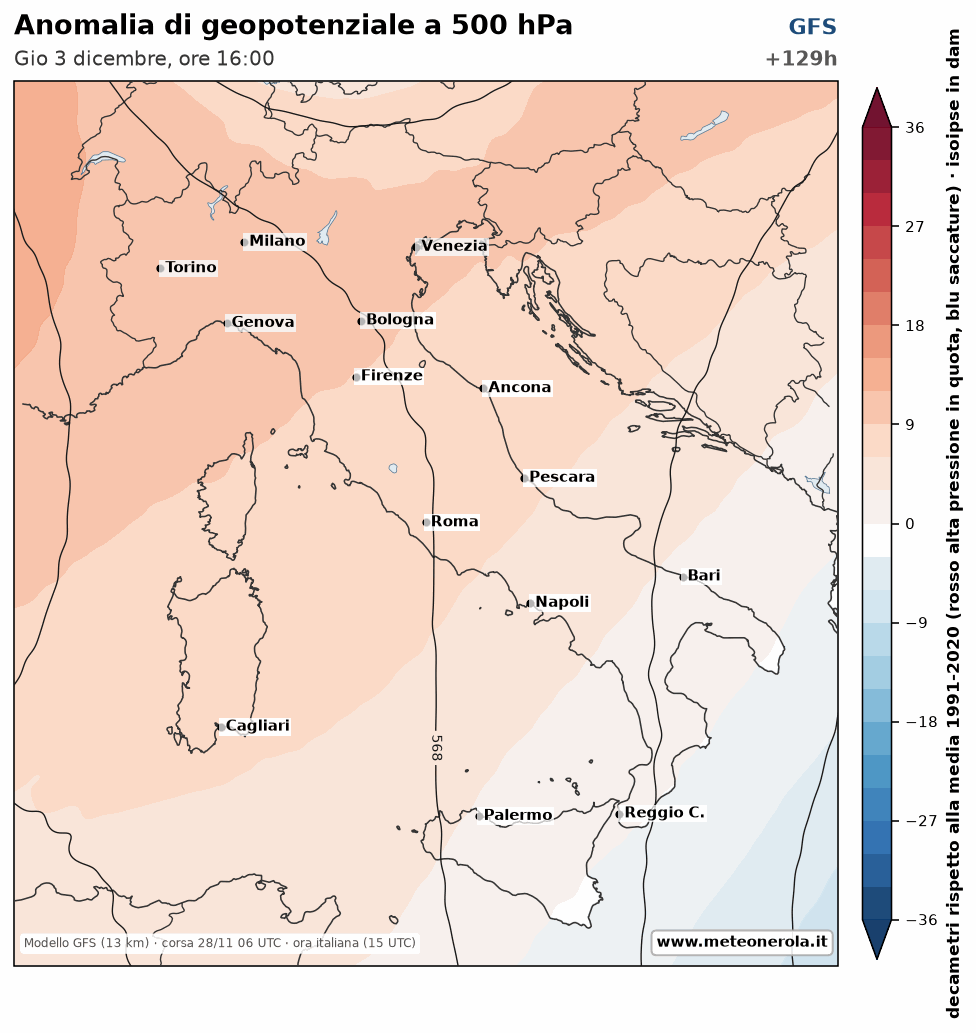 Anomalia di geopotenziale a 500 hPa
GFS
Gio 3 dicembre, ore 16:00
+129h
Milano
Venezia
Torino
Bologna
Genova
Firenze
Ancona
Pescara
Roma
Bari
Napoli
Cagliari
568
Palermo
Reggio C.
Modello GFS (13 km) · corsa 28/11 06 UTC · ora italiana (15 UTC)
www.meteonerola.it
36
27
18
9
0
−9
−18
−27
−36
decametri rispetto alla media 1991-2020 (rosso alta pressione in quota, blu saccature) · isoipse in dam